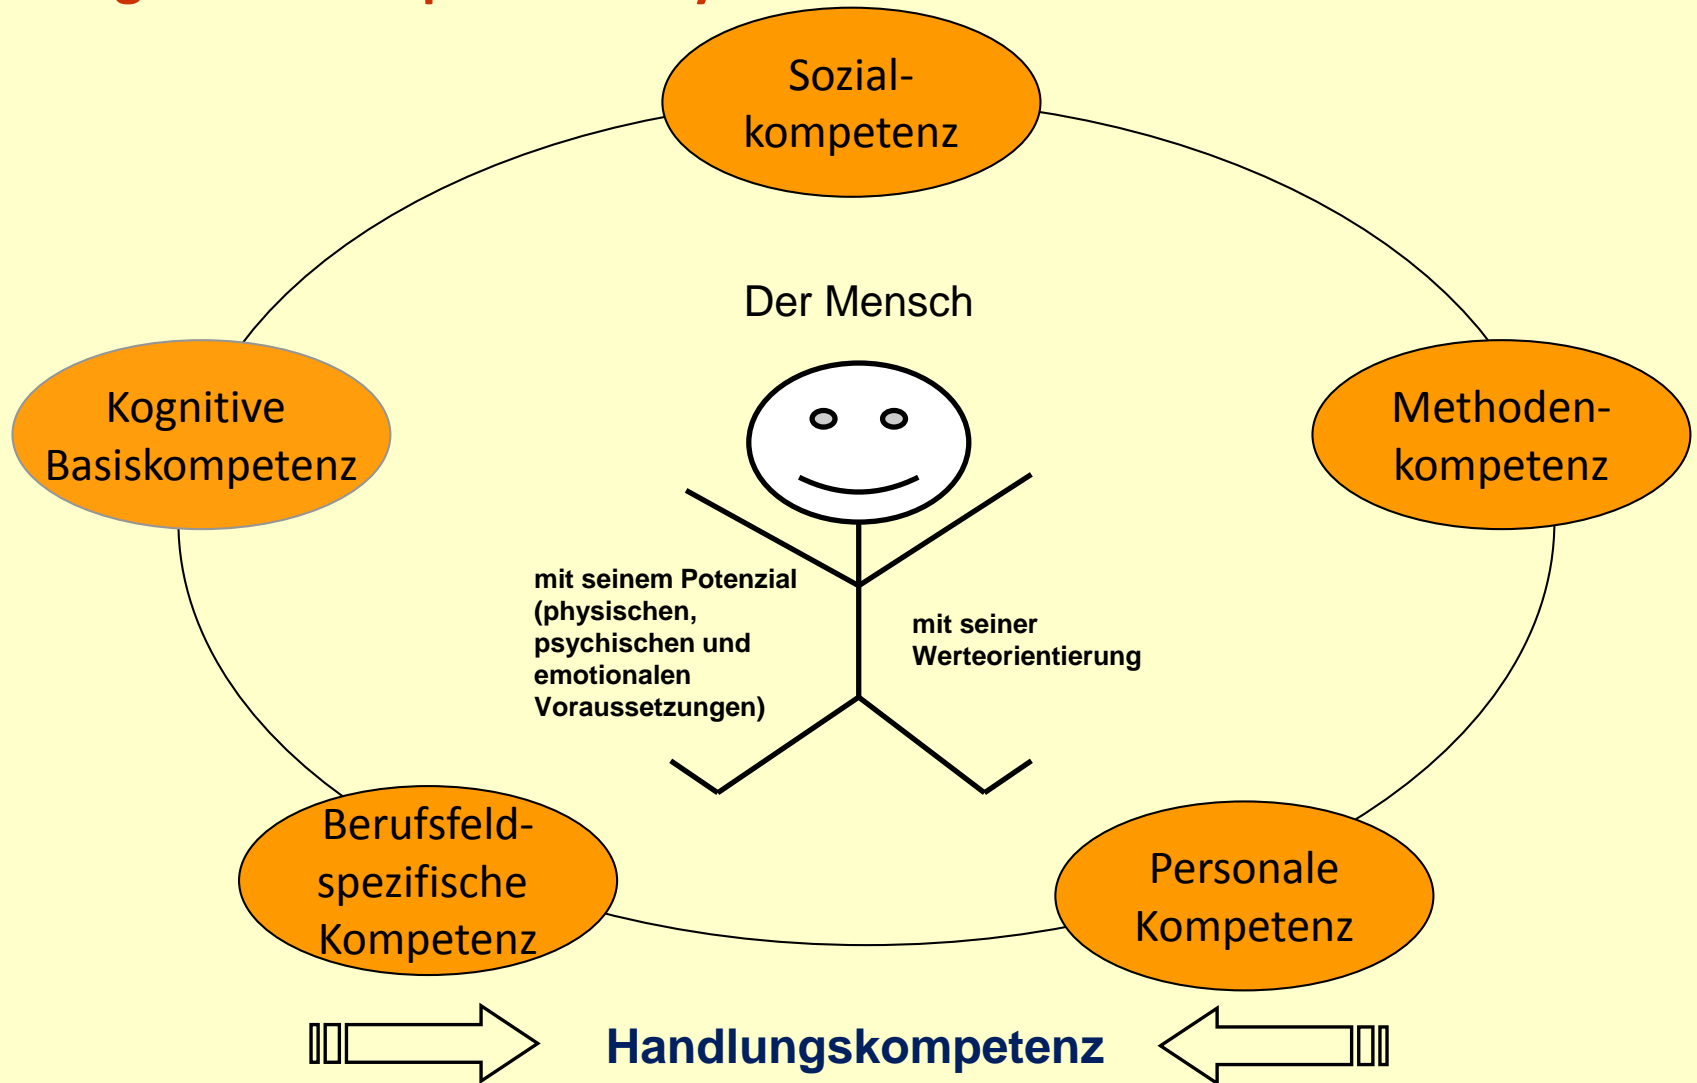 Sozial-
kompetenz
Der Mensch
Kognitive
Basiskompetenz
Methoden-
kompetenz
mit seinem Potenzial
(physischen,
psychischen und
emotionalen
Voraussetzungen)
mit seiner
Werteorientierung
Berufsfeld-
spezifische
Kompetenz
Personale
Kompetenz
Handlungskompetenz